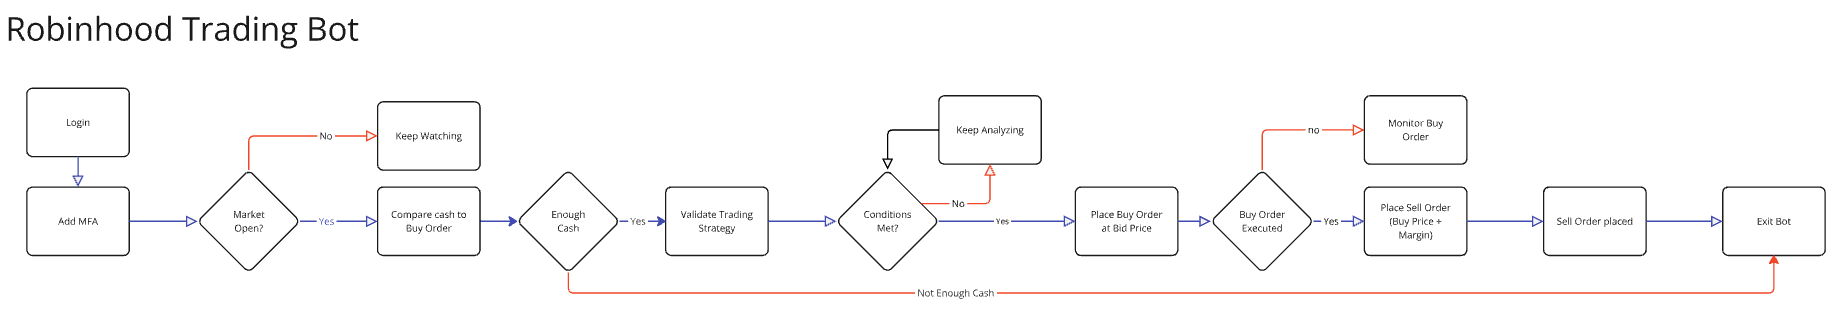 Robinhood Trading Bot
Login
Add MFA
Market
Open?
No
Keep Watching
Yes
Compare cash to
Buy Order
Enough
Cash
Yes
Validate Trading
Strategy
Conditions
Met?
No
Keep Analyzing
Yes
Place Buy Order
at Bid Price
Buy Order
Executed
no
Monitor Buy
Order
Yes
Place Sell Order
(Buy Price +
Margin)
Sell Order placed
Exit Bot
Not Enough Cash